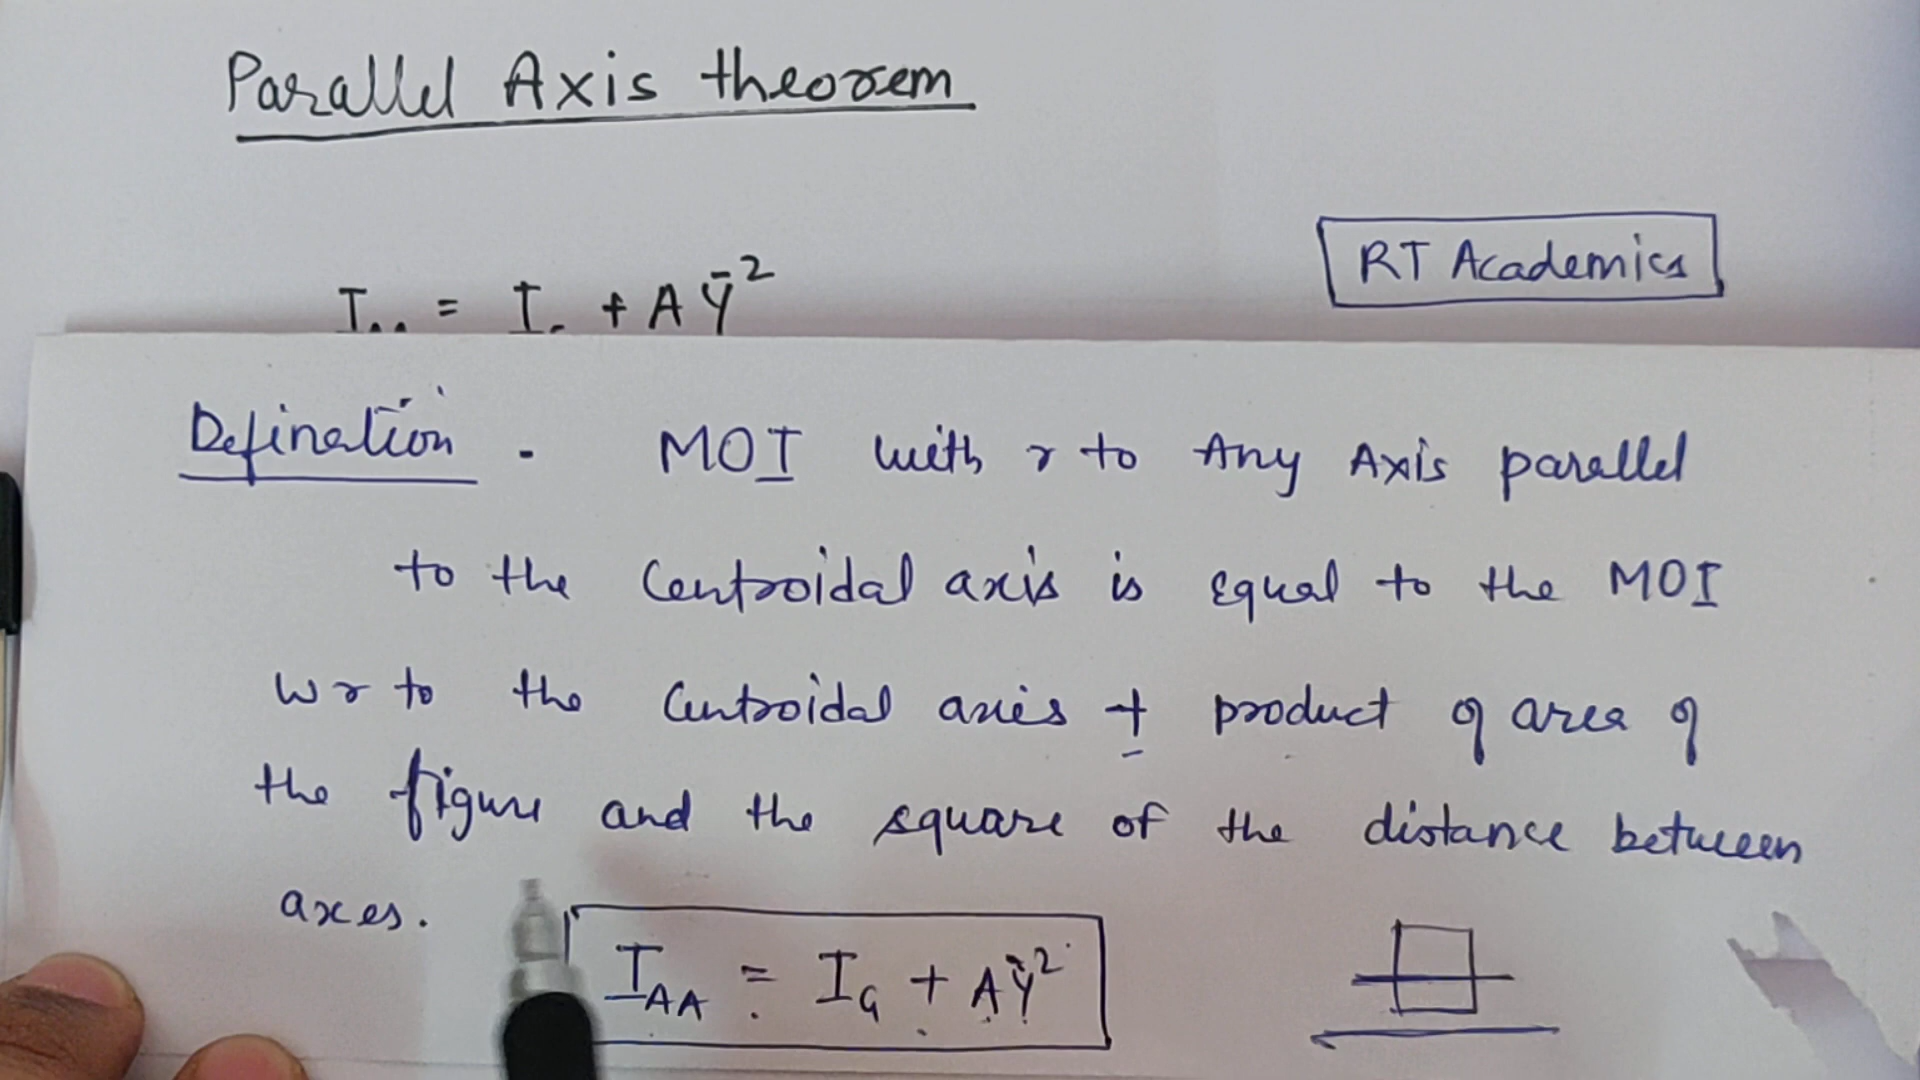 Parallel Axis theorem
RT Academics
I = I + A Ȳ²
Defination . MOI with r to Any Axis parallel
to the Centroidal axis is equal to the MOI
w r to the Centroidal axis + product of area of
the figure and the square of the distance between
axes.
I_AA = I_G + AȲ²